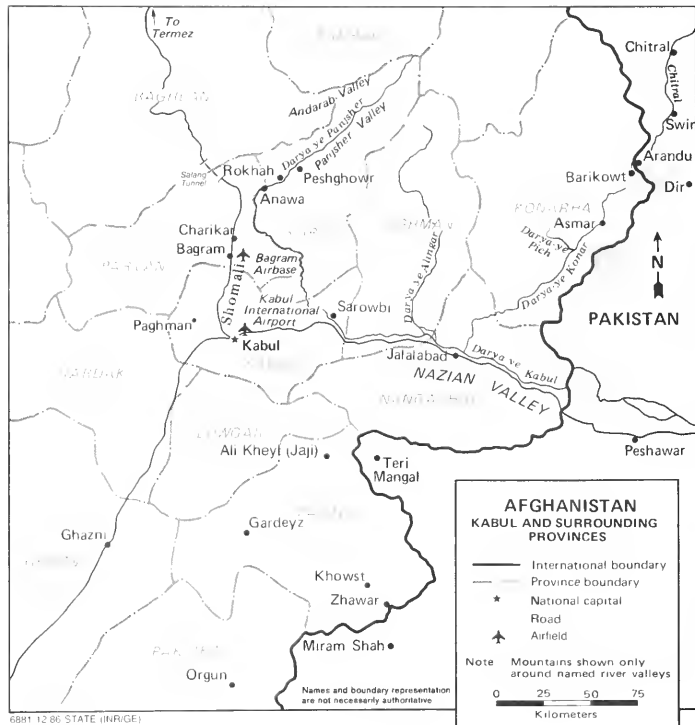 To
Termez
Chitral
Chitral
BAGHLAN
Andarab Valley
Darya ye Panjsher
Panjsher Valley
Swir
Salang
Tunnel
Rokhah
Peshghowr
Anawa
Arandu
Barikowt
Dir
KONARHA
Asmar
Darya-ye
Pich
Darya-ye Konar
Darya-ye Alingar
Charikar
Bagram
Bagram
Airbase
Shomali
Kabul
International
Airport
Sarowbi
N
PAKISTAN
Paghman
Kabul
Jalalabad
Darya ye Kabul
NAZIAN VALLEY
Peshawar
Ali Kheyl (Jaji)
Teri
Mangal
Ghazni
Gardeyz
Khowst
Zhawar
Miram Shah
Orgun
Names and boundary representation
are not necessarily authoritative
AFGHANISTAN
KABUL AND SURROUNDING
PROVINCES
International boundary
Province boundary
National capital
Road
Airfield
Note Mountains shown only
around named river valleys
0 25 50 75
Kilometers
6881 12 86 STATE (INR/GE)